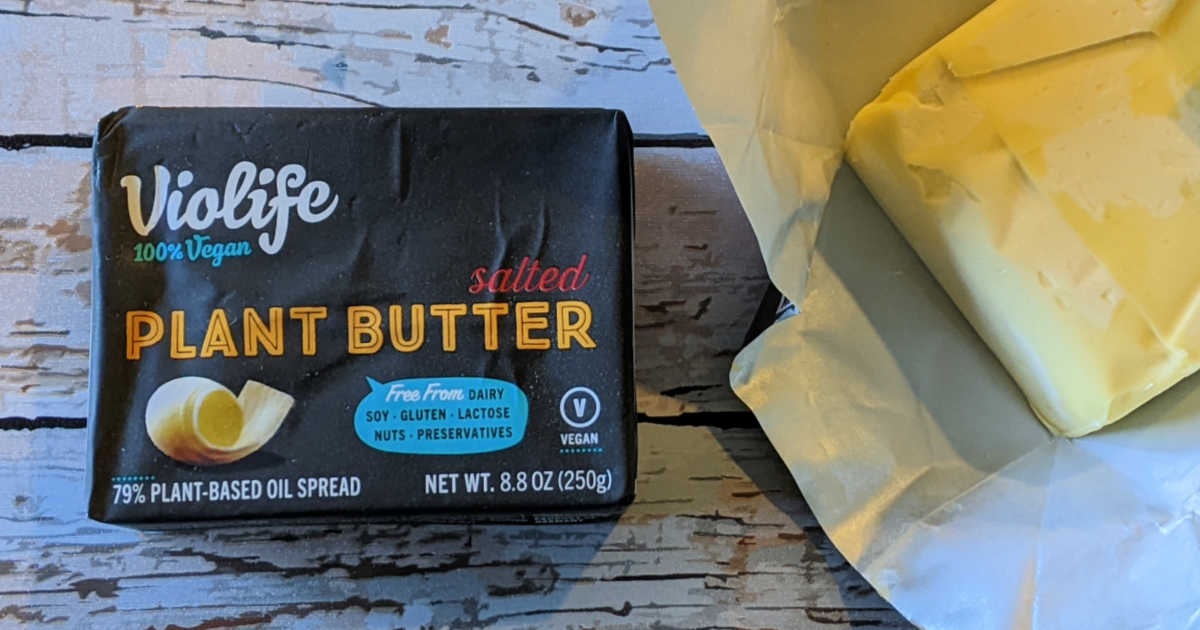 Violife
100% Vegan
salted
PLANT BUTTER
Free From DAIRY
SOY · GLUTEN · LACTOSE
NUTS · PRESERVATIVES
V
VEGAN
79% PLANT-BASED OIL SPREAD
NET WT. 8.8 OZ (250g)